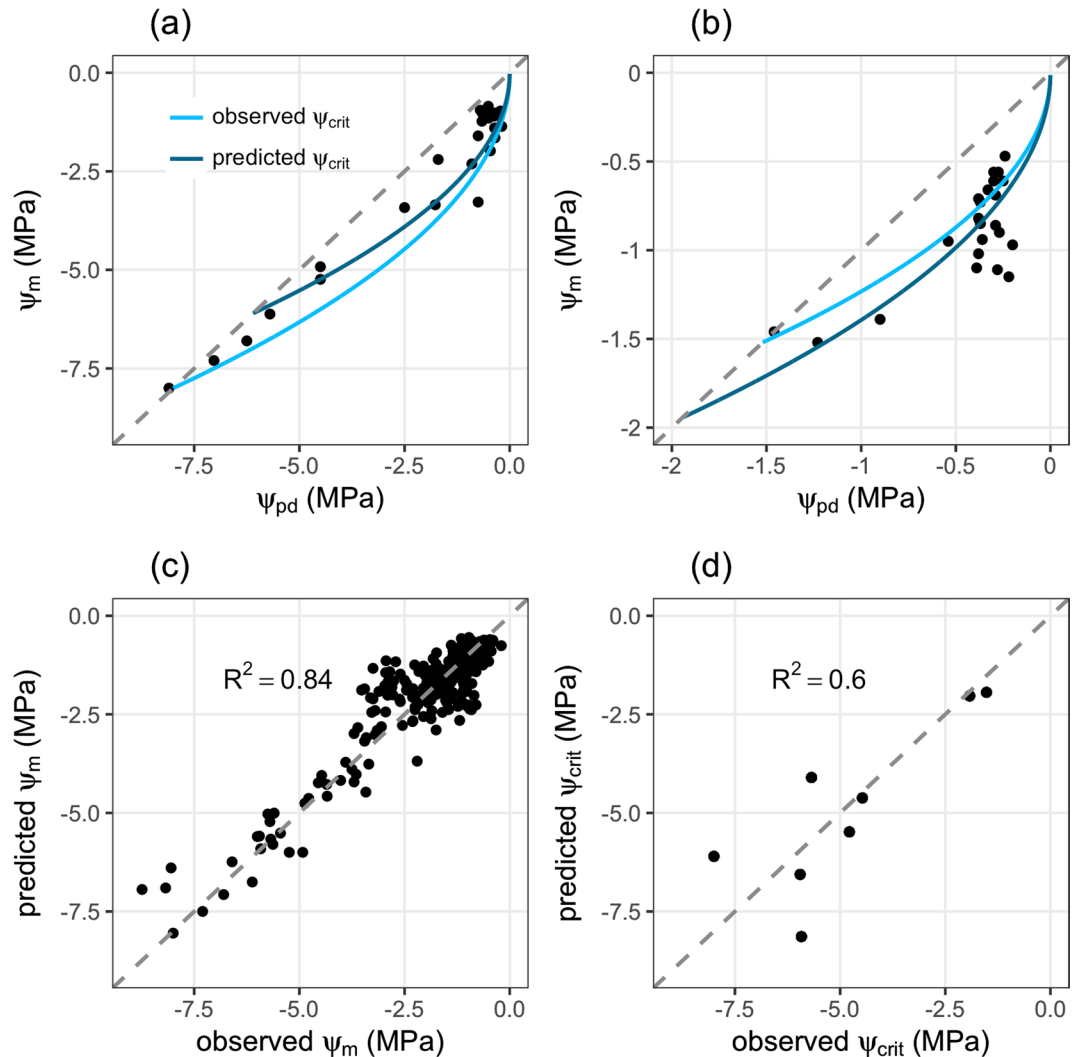 (a)
(b)
0.0
-2.5
-5.0
-7.5
ψm (MPa)
observed ψcrit
predicted ψcrit
-7.5 -5.0 -2.5 0.0
ψpd (MPa)
0
-0.5
-1
-1.5
-2
ψm (MPa)
-2 -1.5 -1 -0.5 0
ψpd (MPa)
(c)
(d)
0.0
-2.5
-5.0
-7.5
predicted ψm (MPa)
R² = 0.84
-7.5 -5.0 -2.5 0.0
observed ψm (MPa)
0.0
-2.5
-5.0
-7.5
predicted ψcrit (MPa)
R² = 0.6
-7.5 -5.0 -2.5 0.0
observed ψcrit (MPa)